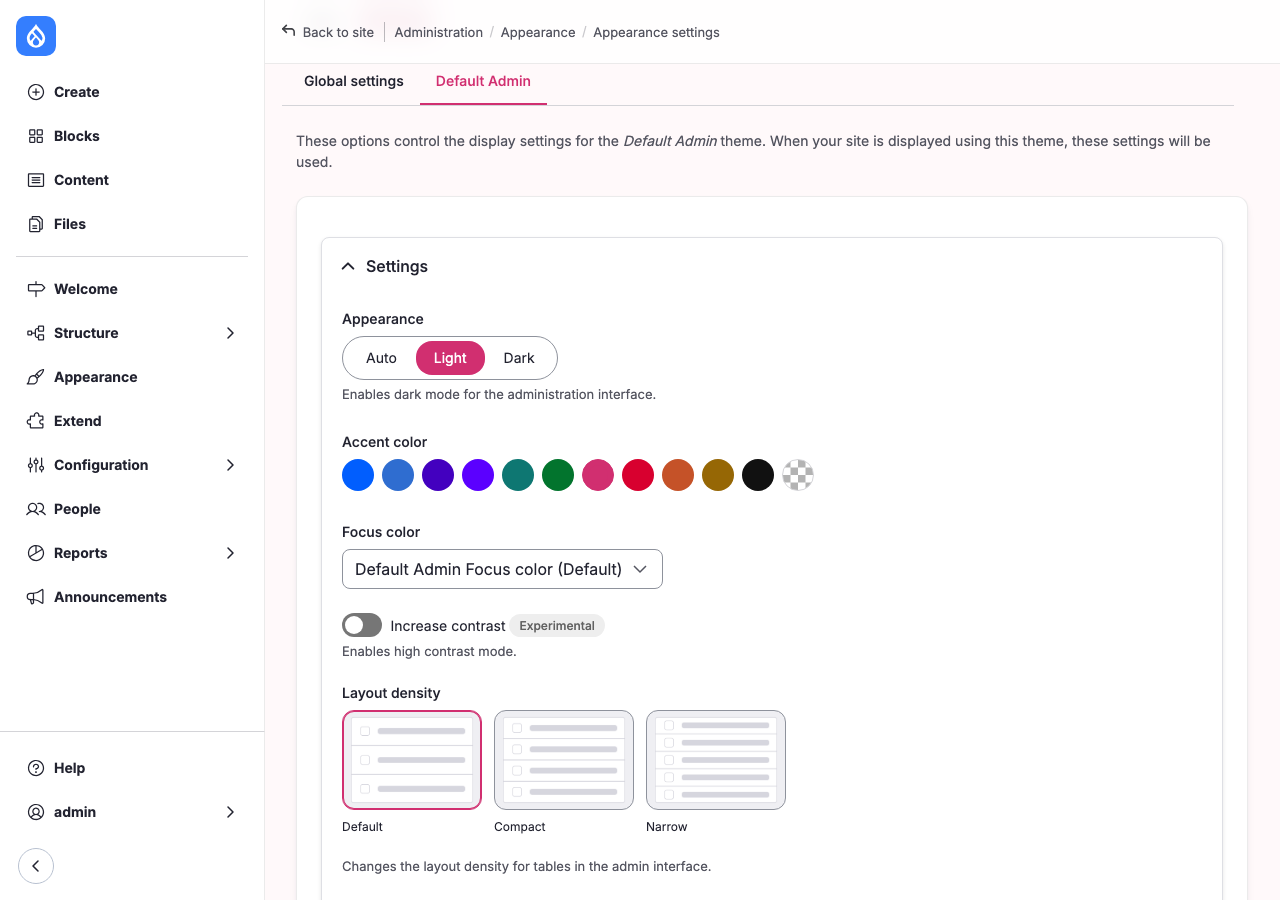 Create
Blocks
Content
Files
Welcome
Structure
Appearance
Extend
Configuration
People
Reports
Announcements
Help
admin
Back to site
Administration / Appearance / Appearance settings
Global settings
Default Admin
These options control the display settings for the Default Admin theme. When your site is displayed using this theme, these settings will be
used.
Settings
Appearance
Auto
Light
Dark
Enables dark mode for the administration interface.
Accent color
Focus color
Default Admin Focus color (Default)
Increase contrast Experimental
Enables high contrast mode.
Layout density
Default
Compact
Narrow
Changes the layout density for tables in the admin interface.